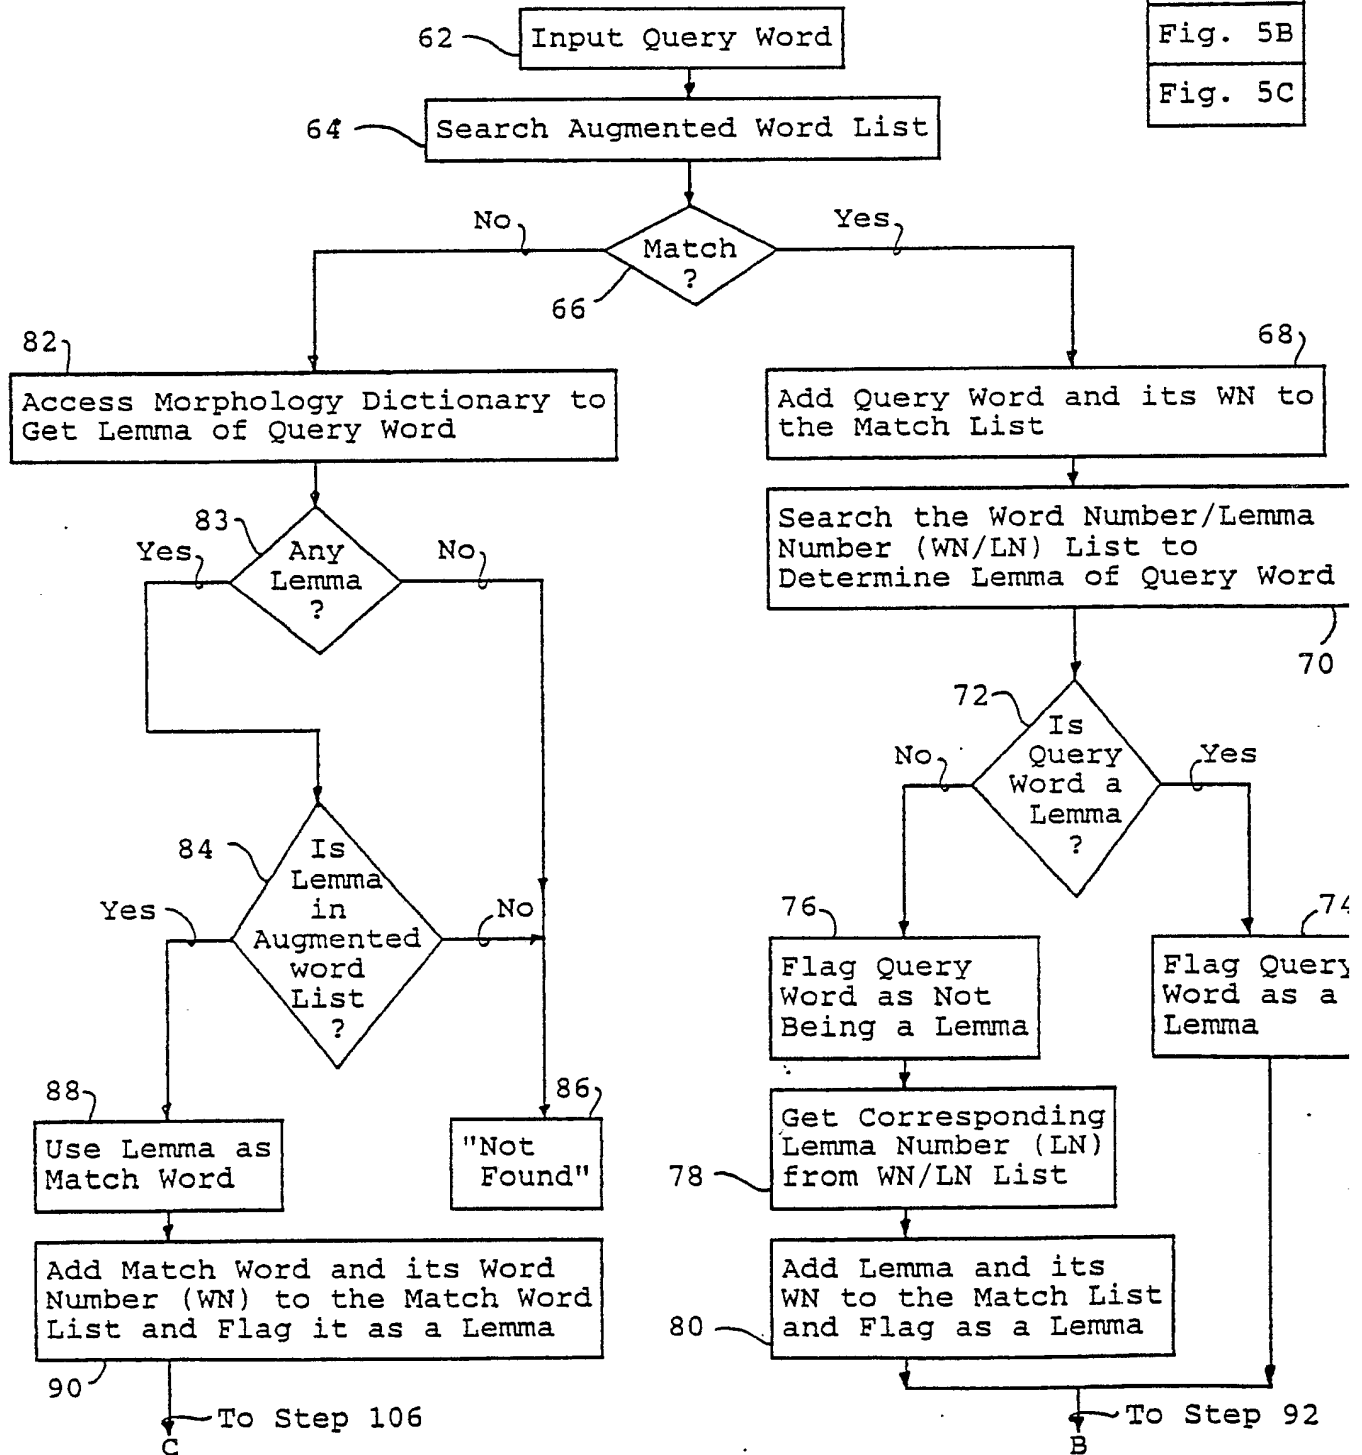 62
Input Query Word
Fig. 5B
Fig. 5C
64
Search Augmented Word List
No
Yes
Match
?
66
82
Access Morphology Dictionary to
Get Lemma of Query Word
68
Add Query Word and its WN to
the Match List
83
Yes
Any
Lemma
?
No
Search the Word Number/Lemma
Number (WN/LN) List to
Determine Lemma of Query Word
70
72
No
Is
Query
Word a
Lemma
?
Yes
84
Yes
Is
Lemma
in
Augmented
word
List
?
No
76
Flag Query
Word as Not
Being a Lemma
74
Flag Query
Word as a
Lemma
88
Use Lemma as
Match Word
86
"Not
Found"
78
Get Corresponding
Lemma Number (LN)
from WN/LN List
Add Match Word and its Word
Number (WN) to the Match Word
List and Flag it as a Lemma
90
80
Add Lemma and its
WN to the Match List
and Flag as a Lemma
To Step 106
C
To Step 92
B